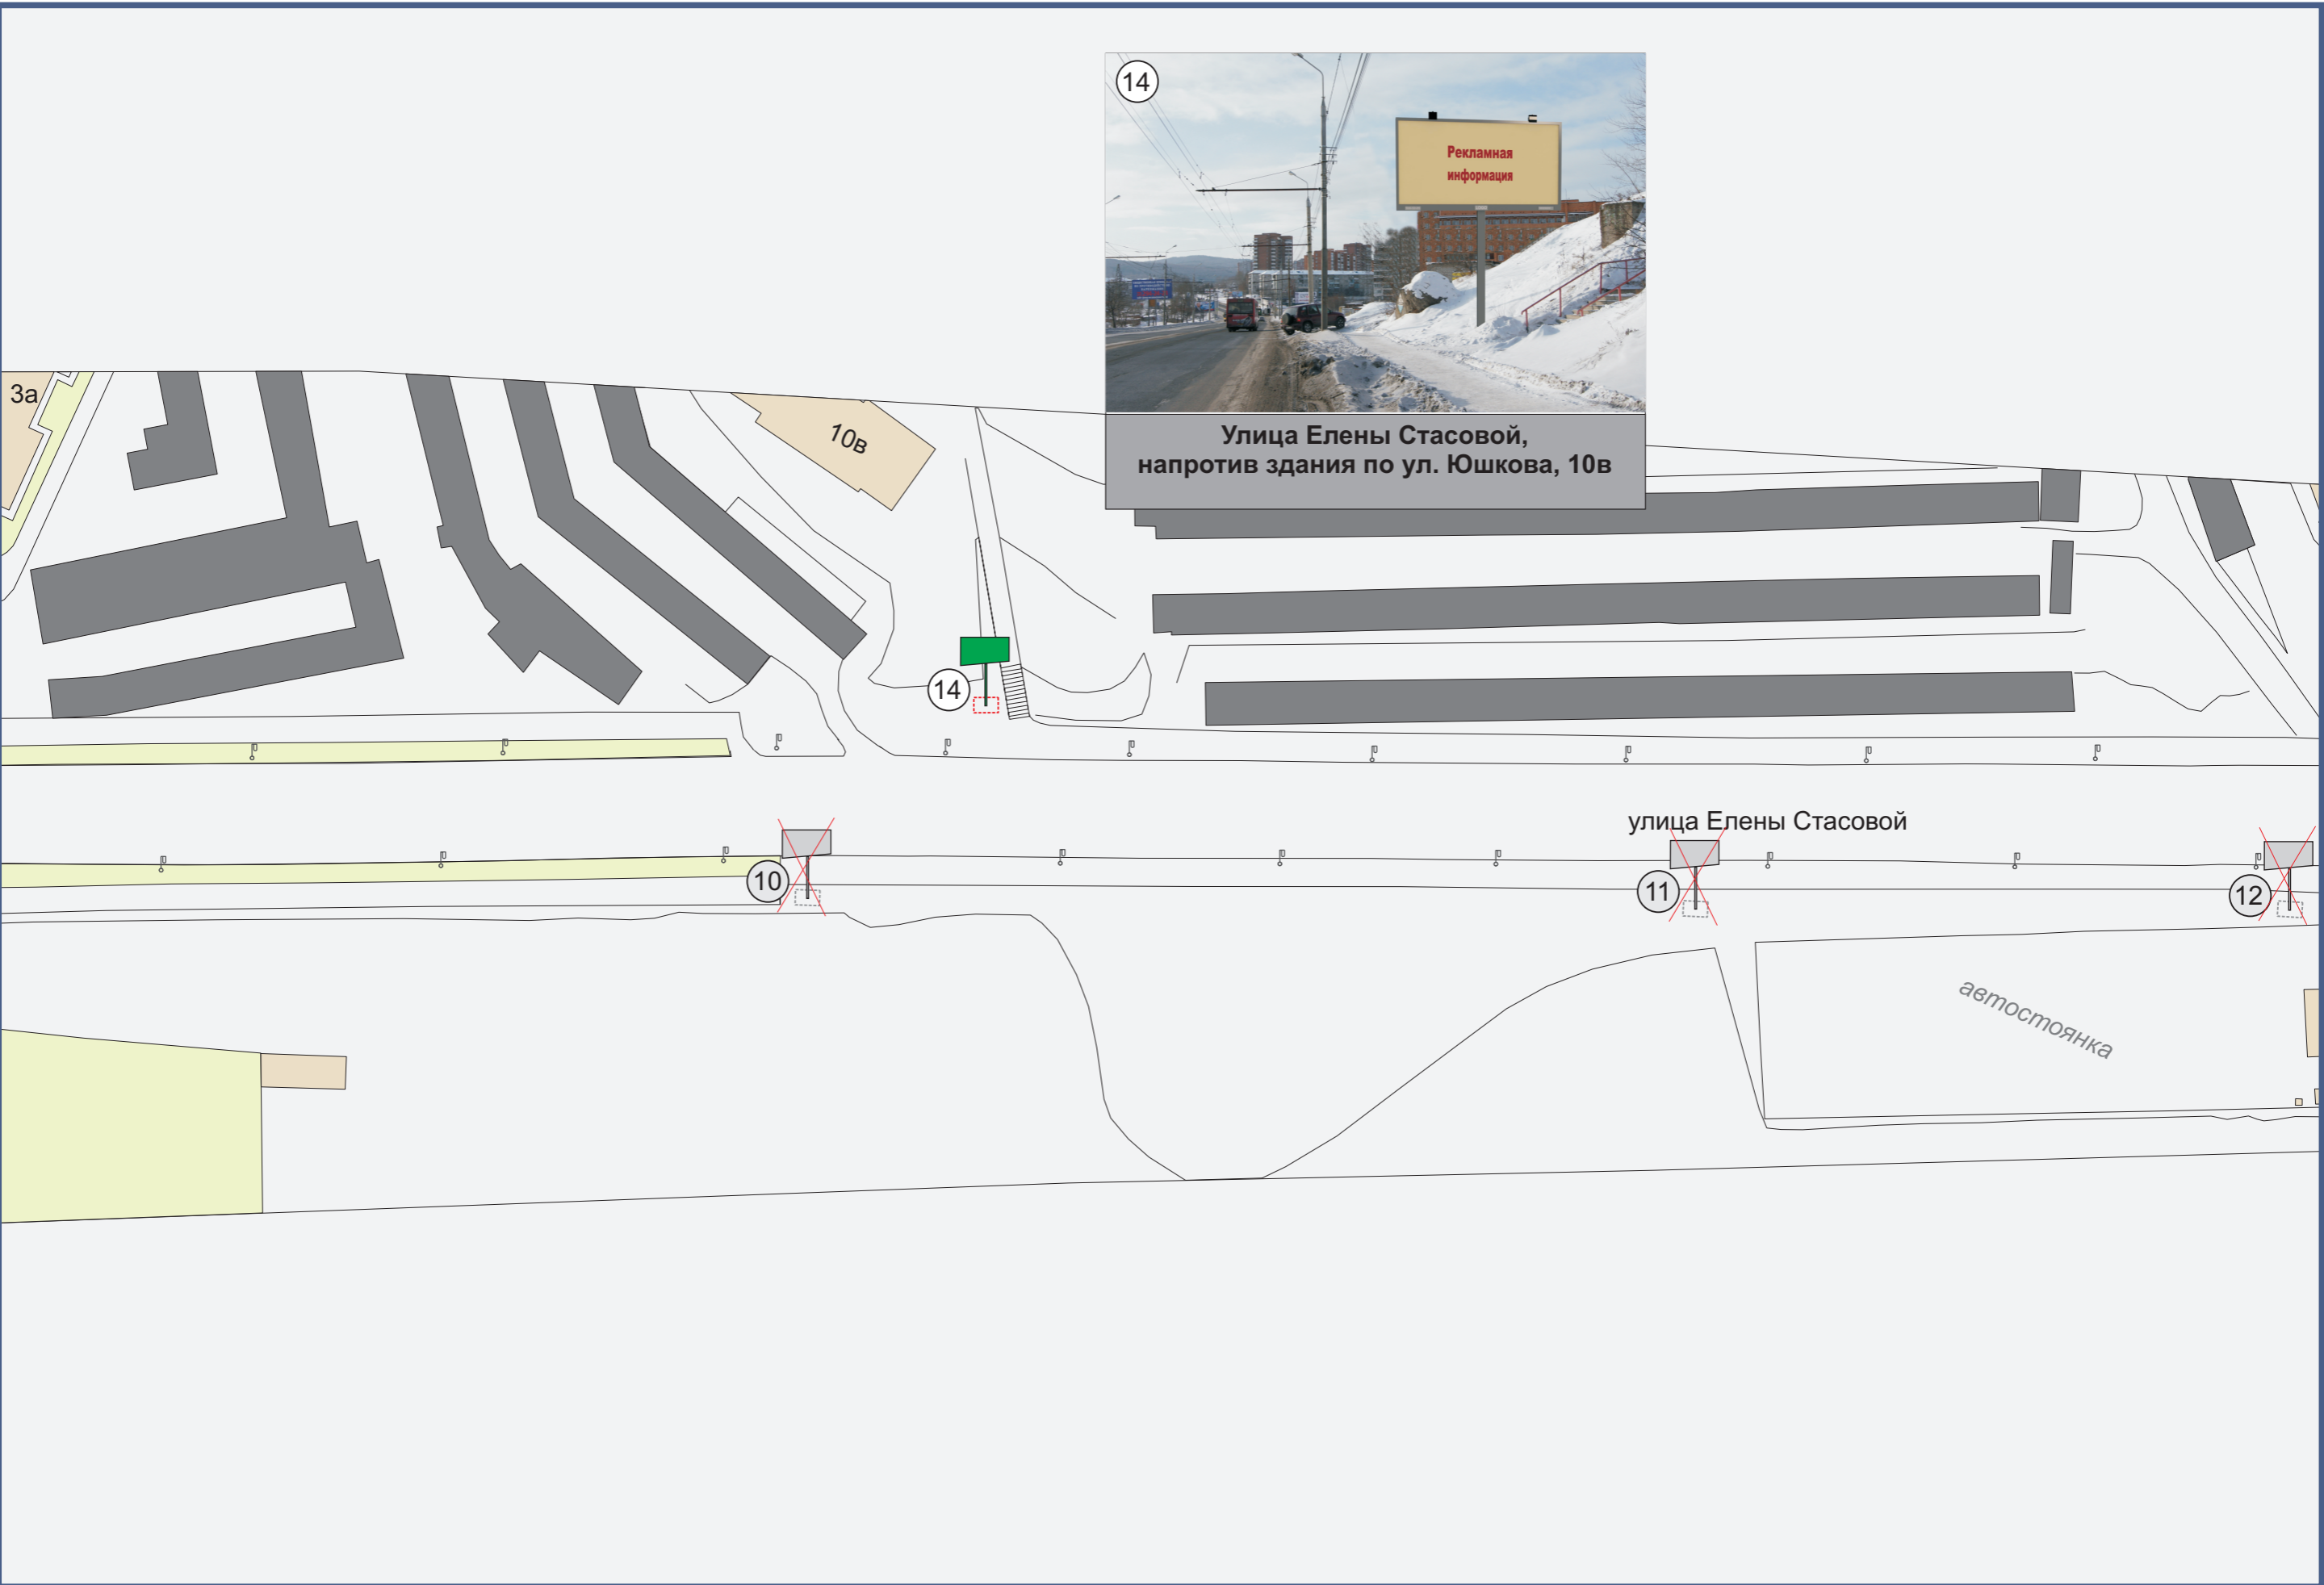 14
Рекламная
информация
Улица Елены Стасовой,
напротив здания по ул. Юшкова, 10в
3а
10в
14
улица Елены Стасовой
10
11
12
автостоянка